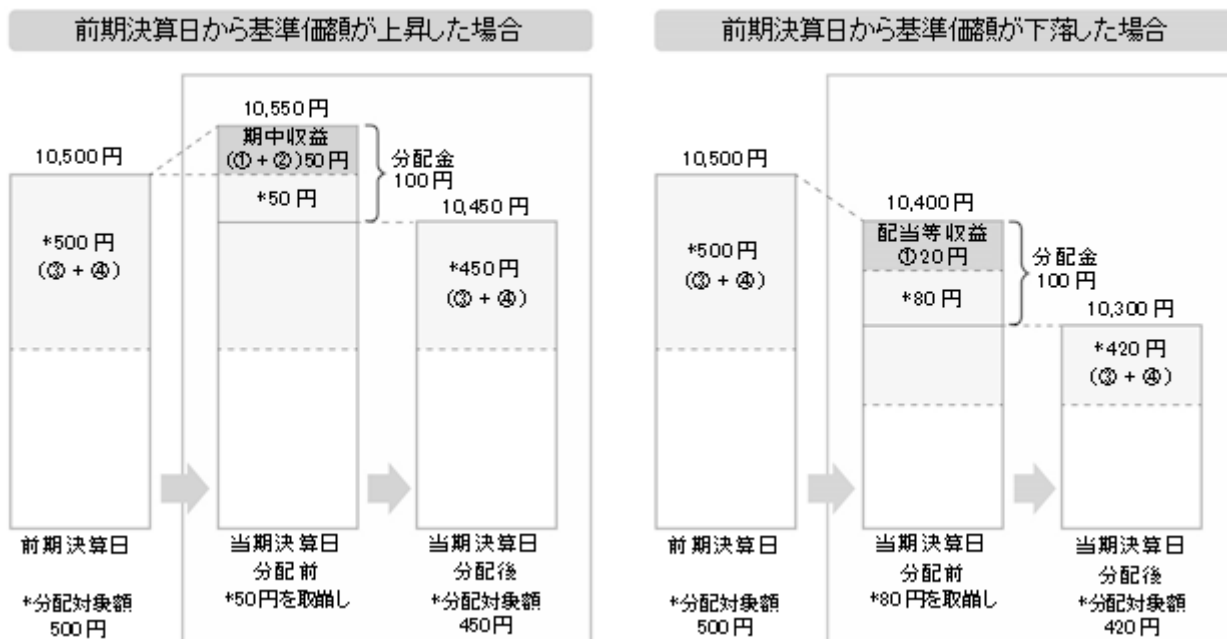 前期決算日から基準価額が上昇した場合
10,500円
*500円
(③+④)
前期決算日
*分配対象額
500円
10,550円
期中収益
(①+②)50円
*50円
分配金
100円
当期決算日
分配前
*50円を取崩し
10,450円
*450円
(③+④)
当期決算日
分配後
*分配対象額
450円
前期決算日から基準価額が下落した場合
10,500円
*500円
(③+④)
前期決算日
*分配対象額
500円
10,400円
配当等収益
①20円
*80円
分配金
100円
当期決算日
分配前
*80円を取崩し
10,300円
*420円
(③+④)
当期決算日
分配後
*分配対象額
420円